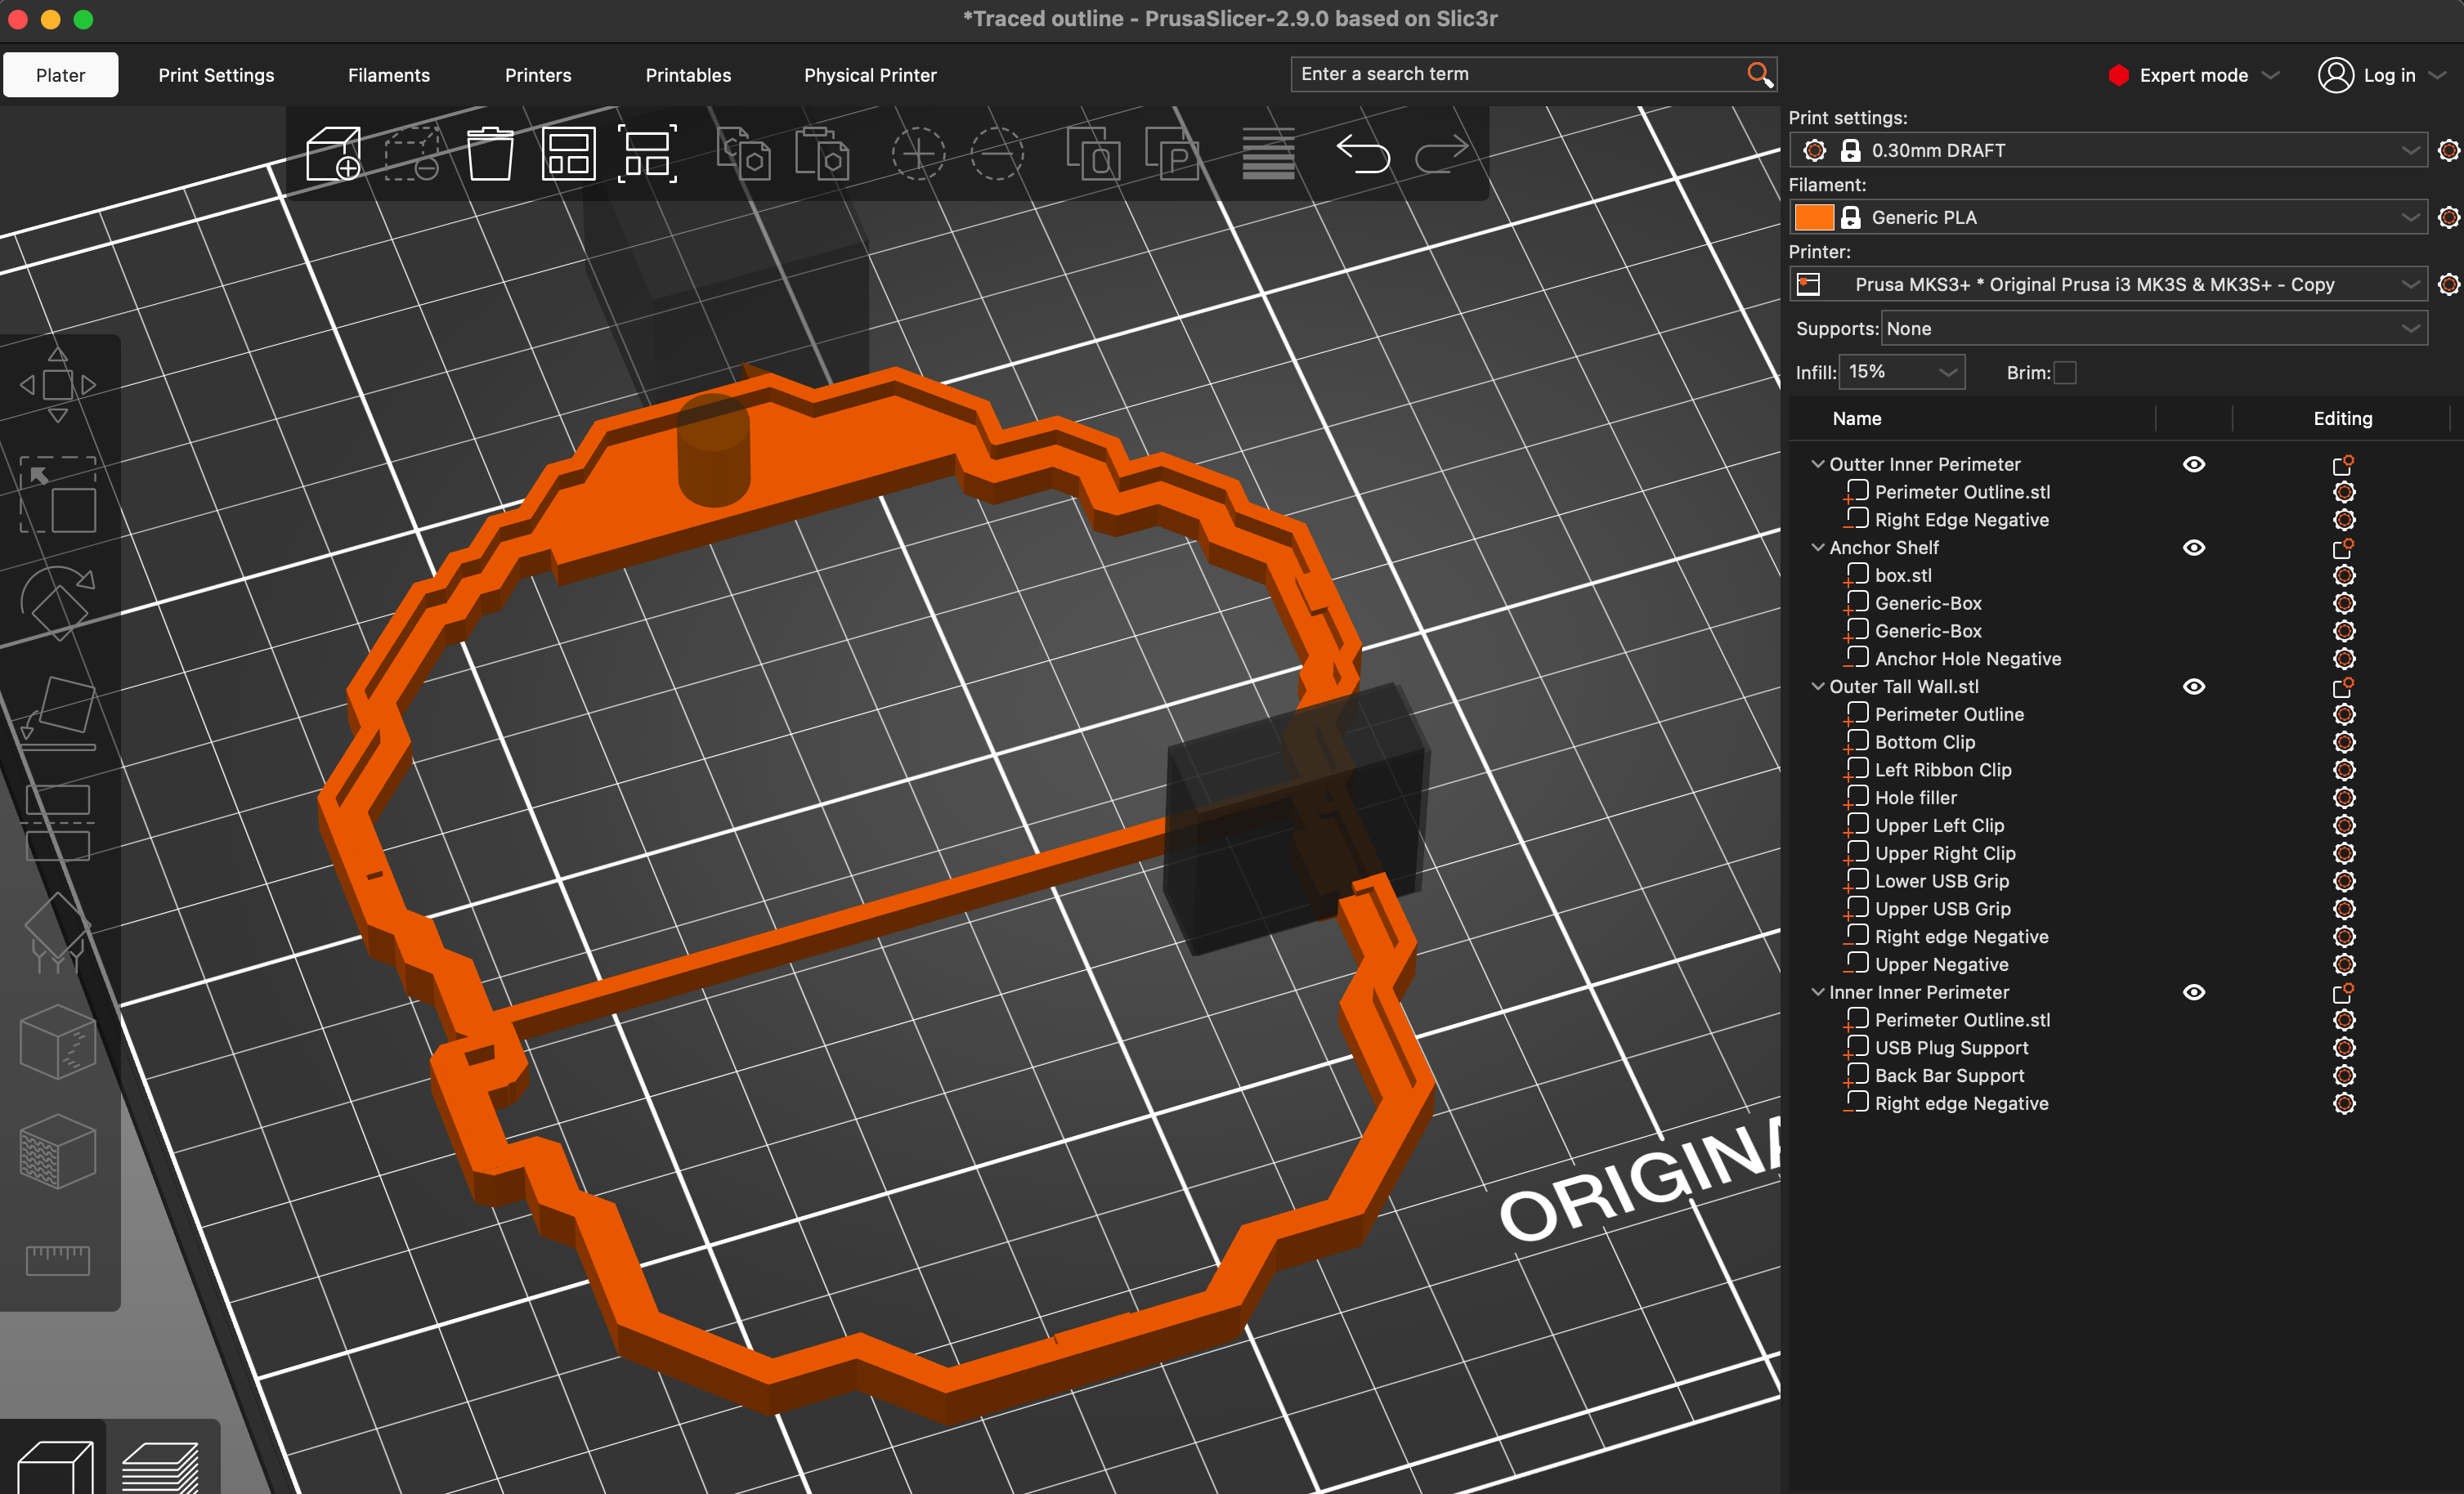 *Traced outline - PrusaSlicer-2.9.0 based on Slic3r
Plater
Print Settings
Filaments
Printers
Printables
Physical Printer
Enter a search term
Expert mode
Log in
Print settings:
0.30mm DRAFT
Filament:
Generic PLA
Printer:
Prusa MKS3+ * Original Prusa i3 MK3S & MK3S+ - Copy
Supports: None
Infill: 15% Brim:
Name Editing
Outter Inner Perimeter
Perimeter Outline.stl
Right Edge Negative
Anchor Shelf
box.stl
Generic-Box
Generic-Box
Anchor Hole Negative
Outer Tall Wall.stl
Perimeter Outline
Bottom Clip
Left Ribbon Clip
Hole filler
Upper Left Clip
Upper Right Clip
Lower USB Grip
Upper USB Grip
Right edge Negative
Upper Negative
Inner Inner Perimeter
Perimeter Outline.stl
USB Plug Support
Back Bar Support
Right edge Negative
ORIGINA